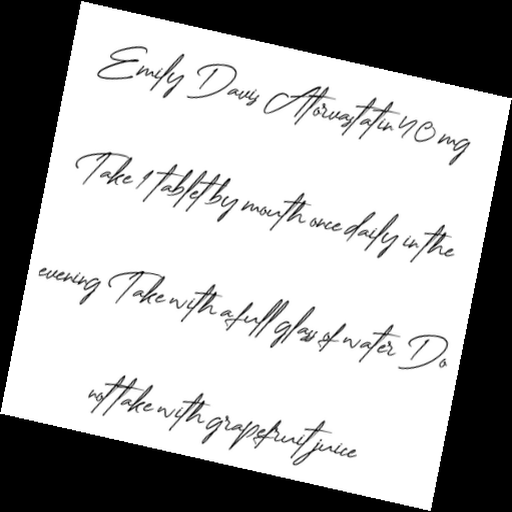 Emily Davis Atorvastatin 40 mg
Take 1 tablet by mouth once daily in the
evening Take with a full glass of water Do
not take with grapefruit juice